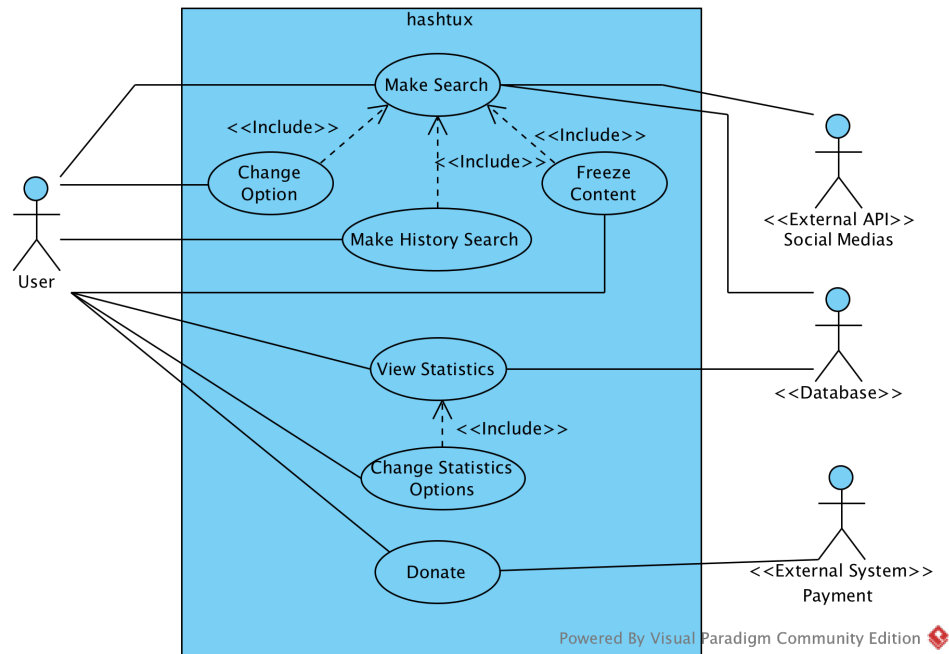 hashtux
Make Search
<<Include>>
<<Include>>
<<Include>>
Change
Option
Freeze
Content
Make History Search
User
<<External API>>
Social Medias
View Statistics
<<Database>>
<<Include>>
Change Statistics
Options
Donate
<<External System>>
Payment
Powered By Visual Paradigm Community Edition